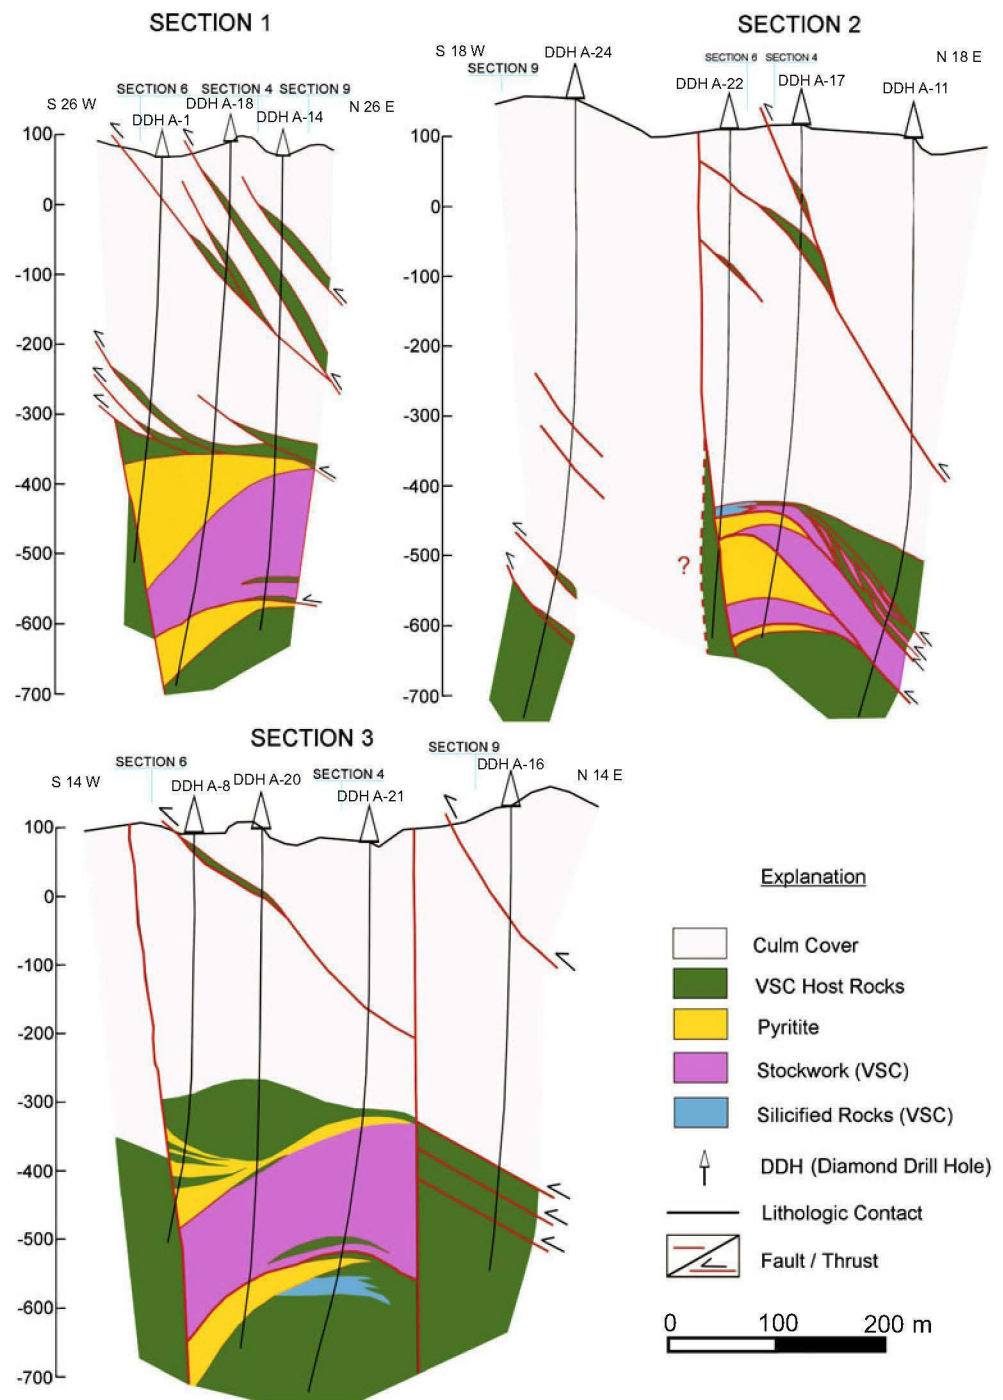 SECTION 1
SECTION 6 SECTION 4 SECTION 9
S 26 W N 26 E
DDH A-1 DDH A-18 DDH A-14
100
0
-100
-200
-300
-400
-500
-600
-700
SECTION 2
S 18 W DDH A-24 SECTION 6 SECTION 4 N 18 E
SECTION 9
DDH A-22 DDH A-17 DDH A-11
100
0
-100
-200
-300
-400
-500
?
-600
-700
SECTION 3
SECTION 6 SECTION 4 SECTION 9
S 14 W DDH A-8 DDH A-20 DDH A-21 DDH A-16 N 14 E
100
0
-100
-200
-300
-400
-500
-600
-700
Explanation
Culm Cover
VSC Host Rocks
Pyritite
Stockwork (VSC)
Silicified Rocks (VSC)
DDH (Diamond Drill Hole)
Lithologic Contact
Fault / Thrust
0 100 200 m